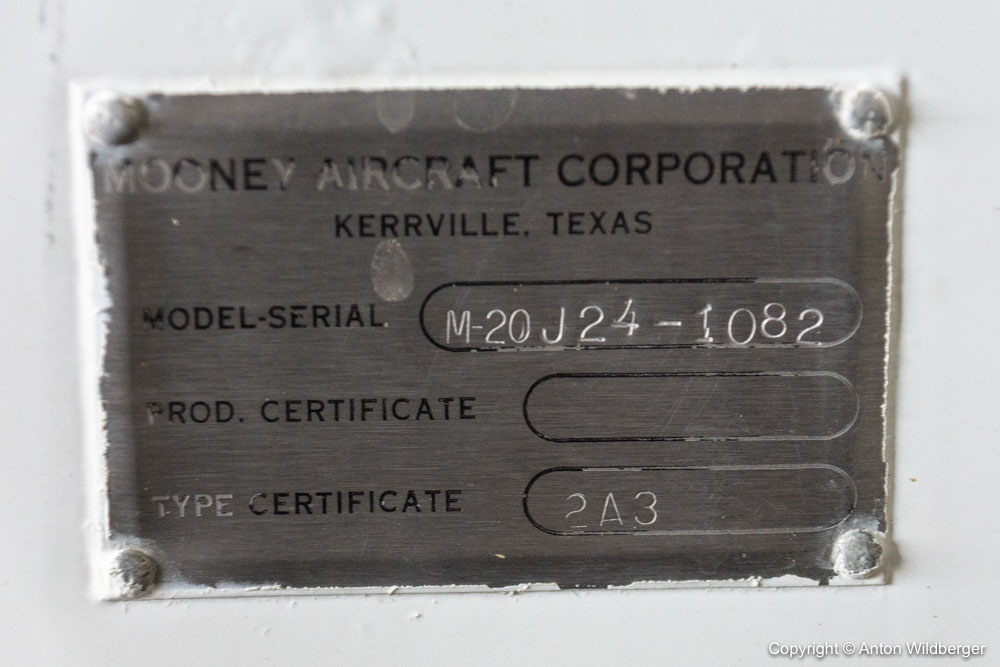 MOONEY AIRCRAFT CORPORATION
KERRVILLE, TEXAS
MODEL-SERIAL M-20J24-1082
PROD. CERTIFICATE
TYPE CERTIFICATE 2A3
Copyright © Anton Wildberger